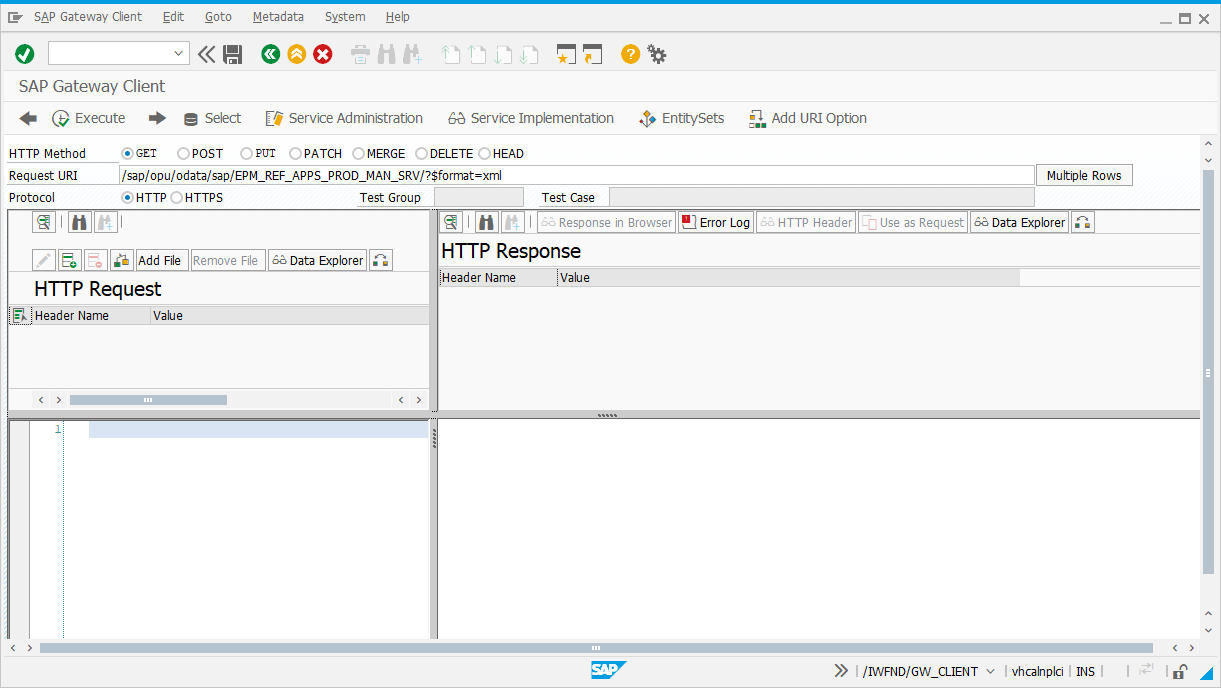 SAP Gateway Client Edit Goto Metadata System Help
SAP Gateway Client
Execute Select Service Administration Service Implementation EntitySets Add URI Option
HTTP Method GET POST PUT PATCH MERGE DELETE HEAD
Request URI /sap/opu/odata/sap/EPM_REF_APPS_PROD_MAN_SRV/?$format=xml Multiple Rows
Protocol HTTP HTTPS Test Group Test Case
Response in Browser Error Log HTTP Header Use as Request Data Explorer
HTTP Response
Header Name Value
Add File Remove File Data Explorer
HTTP Request
Header Name Value
1
SAP /IWFND/GW_CLIENT vhcalnplci INS